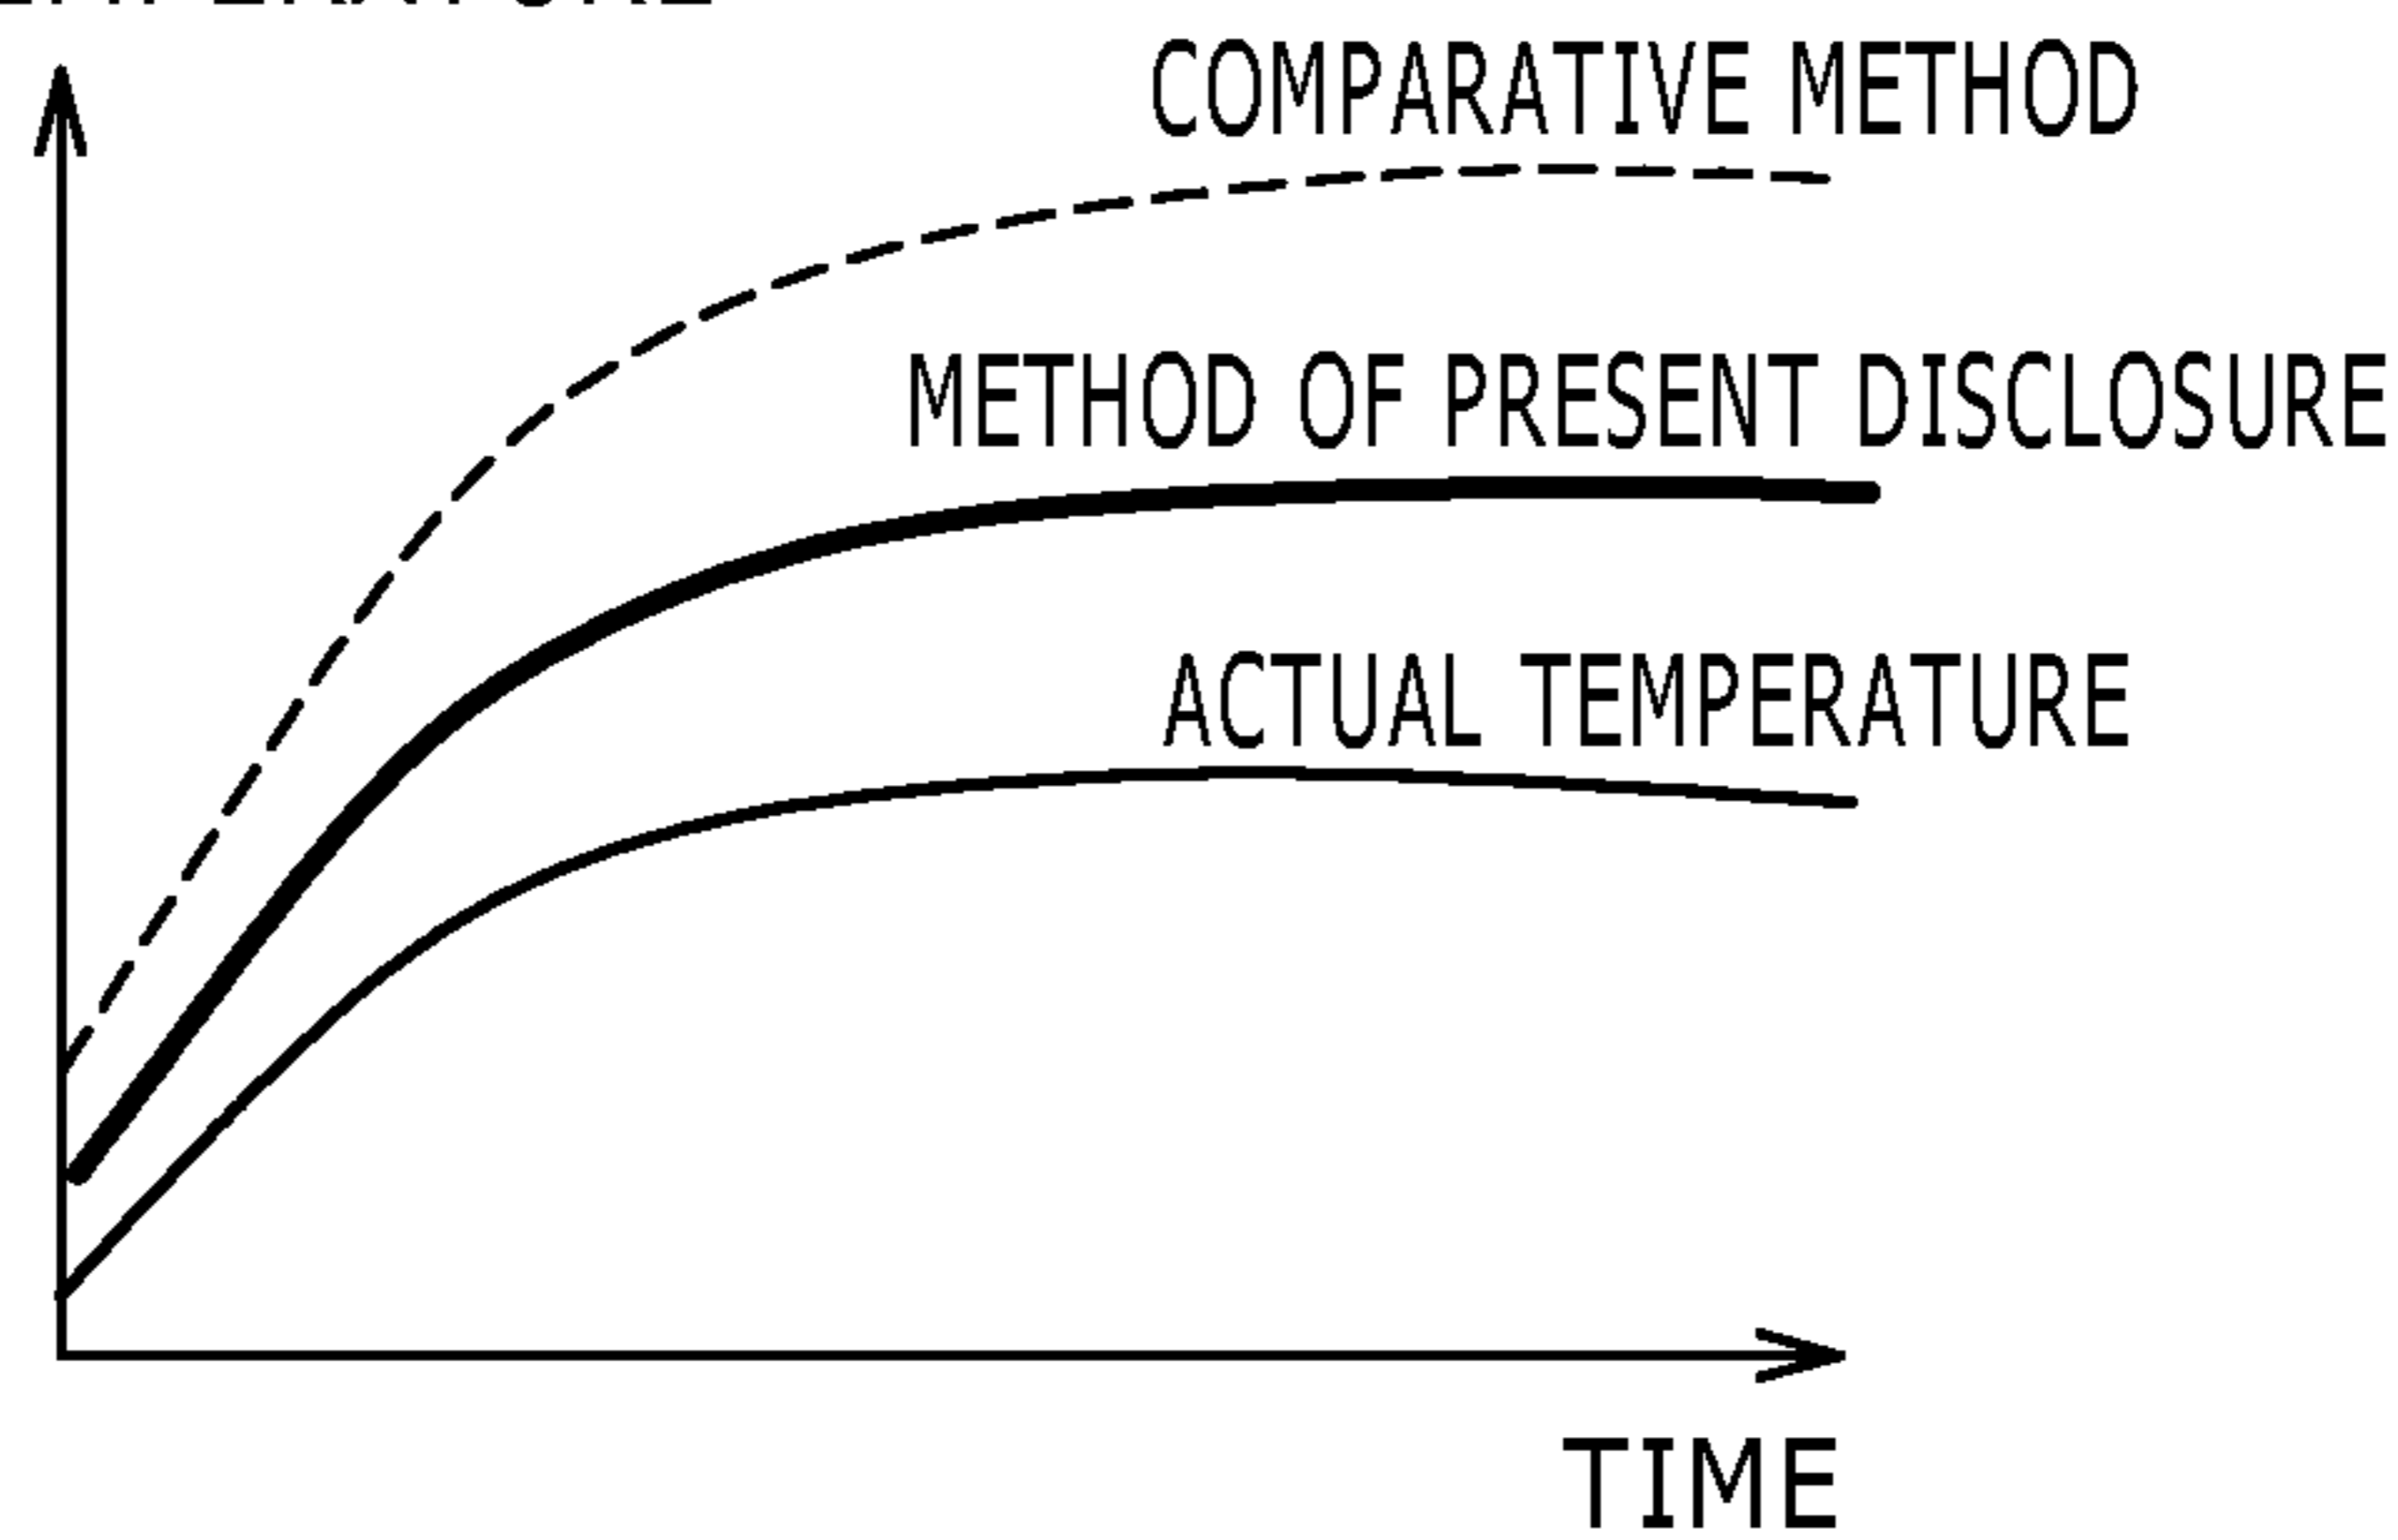 COMPARATIVE METHOD
METHOD OF PRESENT DISCLOSURE
ACTUAL TEMPERATURE
TIME